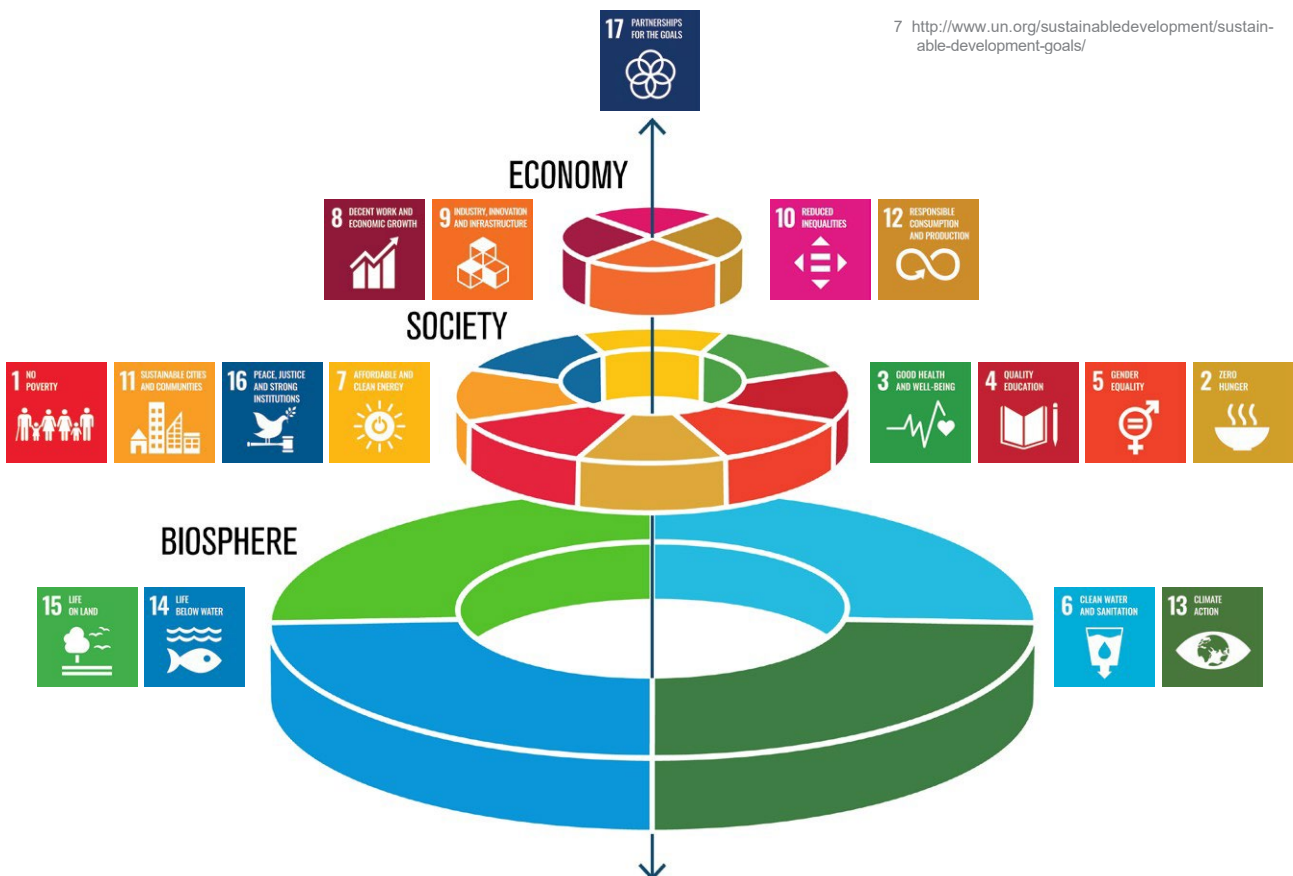 17 PARTNERSHIPS
FOR THE GOALS
7 http://www.un.org/sustainabledevelopment/sustain-
able-development-goals/
ECONOMY
8 DECENT WORK AND
ECONOMIC GROWTH
9 INDUSTRY, INNOVATION
AND INFRASTRUCTURE
10 REDUCED
INEQUALITIES
12 RESPONSIBLE
CONSUMPTION
AND PRODUCTION
SOCIETY
1 NO
POVERTY
11 SUSTAINABLE CITIES
AND COMMUNITIES
16 PEACE, JUSTICE
AND STRONG
INSTITUTIONS
7 AFFORDABLE AND
CLEAN ENERGY
3 GOOD HEALTH
AND WELL-BEING
4 QUALITY
EDUCATION
5 GENDER
EQUALITY
2 ZERO
HUNGER
BIOSPHERE
15 LIFE
ON LAND
14 LIFE
BELOW WATER
6 CLEAN WATER
AND SANITATION
13 CLIMATE
ACTION